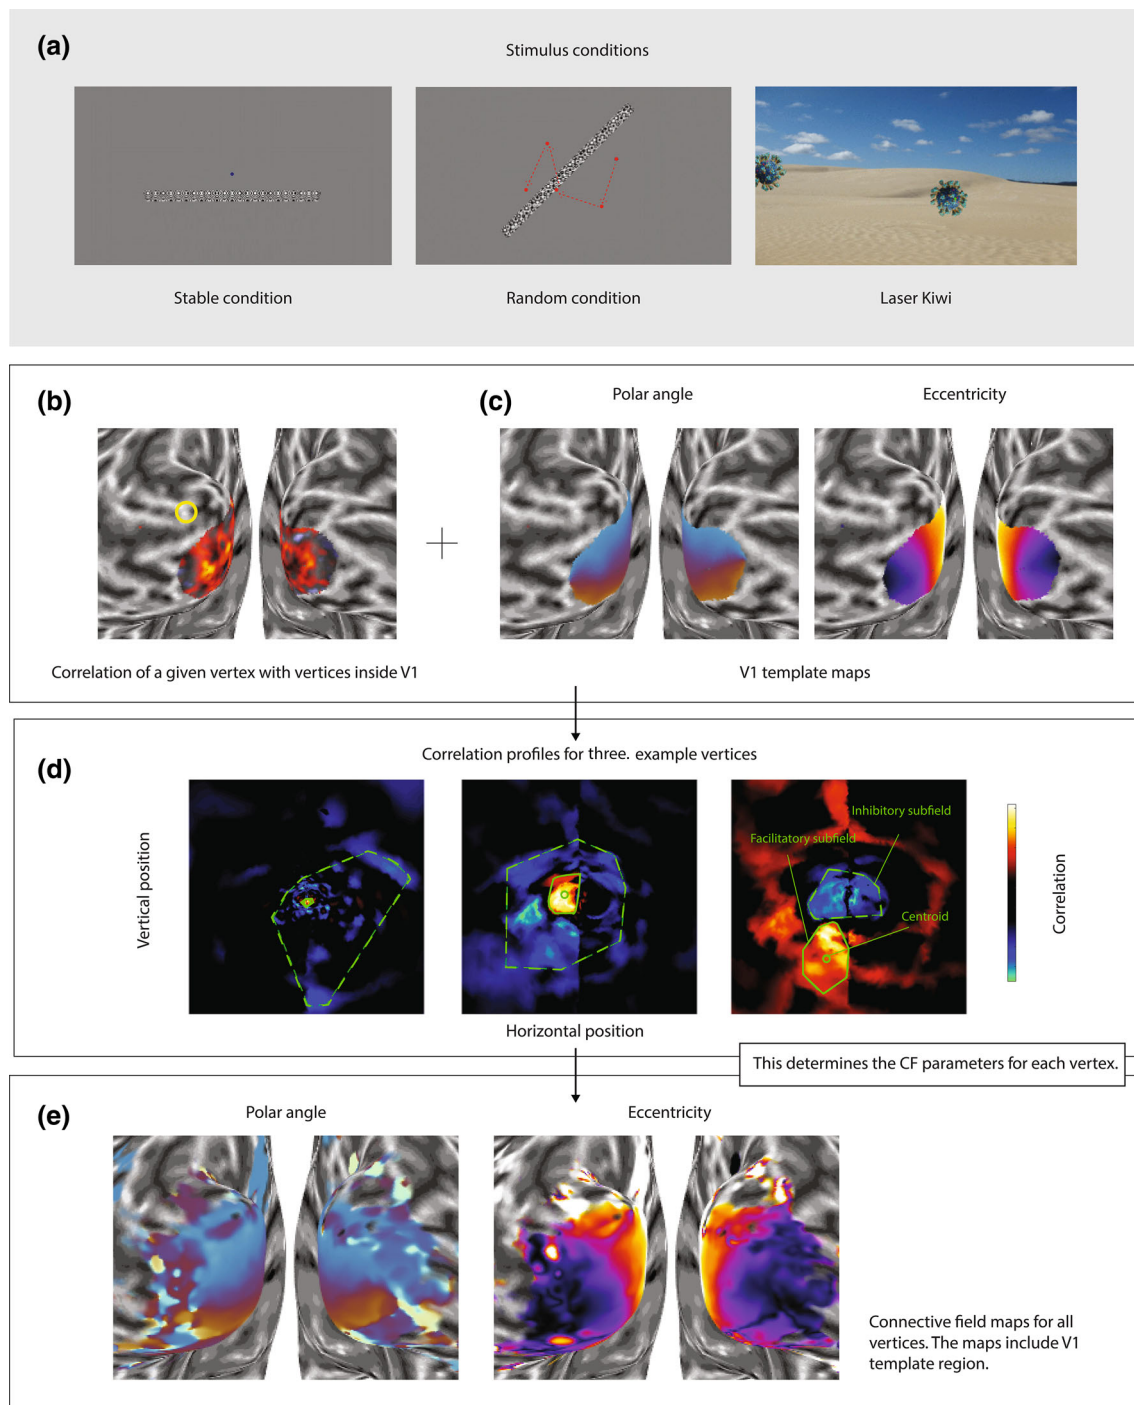 (a)
Stimulus conditions
Stable condition
Random condition
Laser Kiwi
(b)
(c)
Polar angle
Eccentricity
Correlation of a given vertex with vertices inside V1
V1 template maps
(d)
Correlation profiles for three. example vertices
Vertical position
Inhibitory subfield
Facilitatory subfield
Centroid
Correlation
Horizontal position
This determines the CF parameters for each vertex.
(e)
Polar angle
Eccentricity
Connective field maps for all
vertices. The maps include V1
template region.